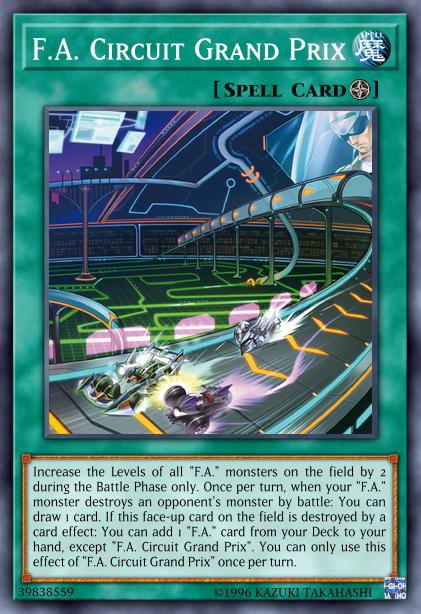 F.A. Circuit Grand Prix
SPELL
魔
[Spell Card]
Increase the Levels of all "F.A." monsters on the field by 2
during the Battle Phase only. Once per turn, when your "F.A."
monster destroys an opponent's monster by battle: You can
draw 1 card. If this face-up card on the field is destroyed by a
card effect: You can add 1 "F.A." card from your Deck to your
hand, except "F.A. Circuit Grand Prix". You can only use this
effect of "F.A. Circuit Grand Prix" once per turn.
39838559
©1996 KAZUKI TAKAHASHI